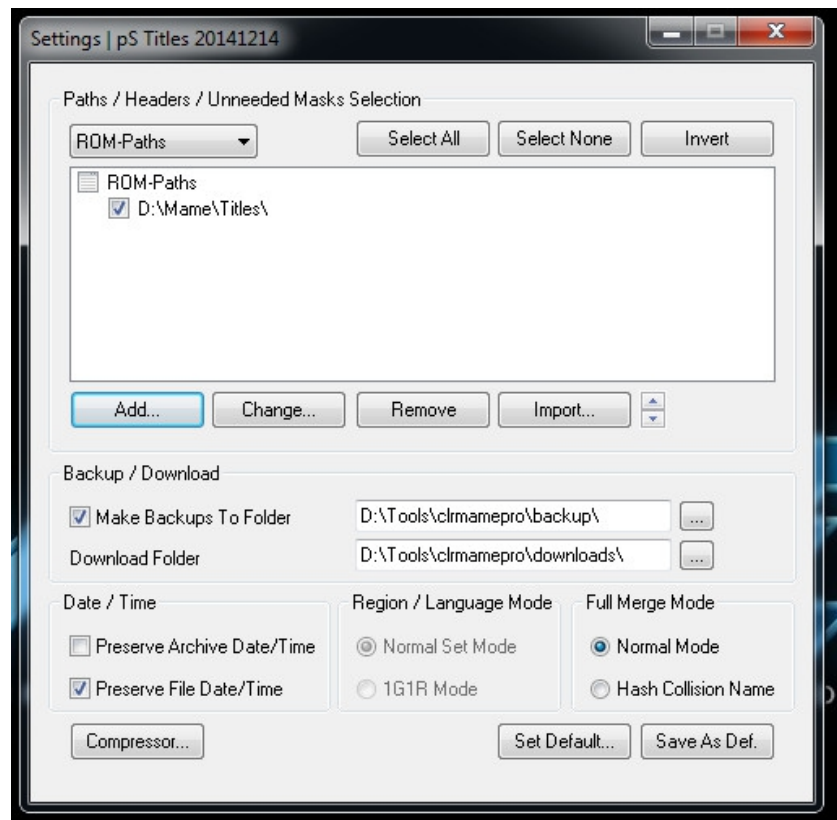 Settings | pS Titles 20141214
Paths / Headers / Unneeded Masks Selection
ROM-Paths Select All Select None Invert
ROM-Paths
D:\Mame\Titles\
Add... Change... Remove Import...
Backup / Download
Make Backups To Folder D:\Tools\clrmamepro\backup\ ...
Download Folder D:\Tools\clrmamepro\downloads\ ...
Date / Time Region / Language Mode Full Merge Mode
Preserve Archive Date/Time Normal Set Mode Normal Mode
Preserve File Date/Time 1G1R Mode Hash Collision Name
Compressor... Set Default... Save As Def.